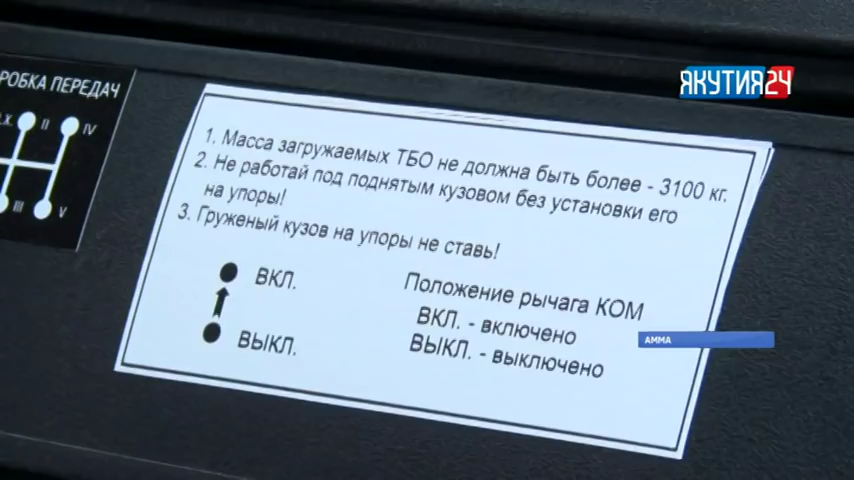 ЯКУТИЯ24
РОБКА ПЕРЕДАЧ
II
IV
III
V
1. Масса загружаемых ТБО не должна быть более - 3100 кг.
2. Не работай под поднятым кузовом без установки его
на упоры!
3. Груженый кузов на упоры не ставь!
ВКЛ.
ВЫКЛ.
Положение рычага КОМ
ВКЛ. - включено
ВЫКЛ. - выключено
АММА